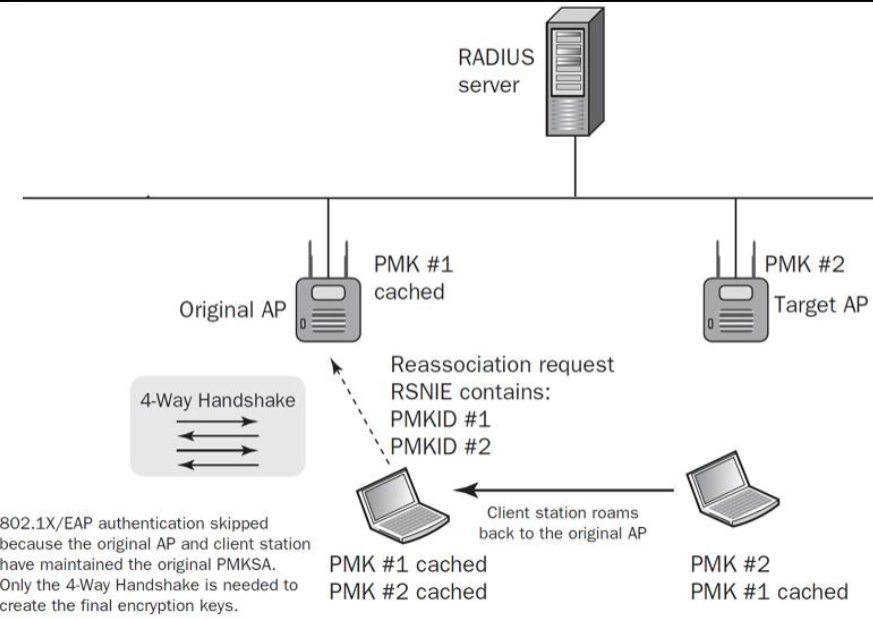 RADIUS
server
PMK #1
cached
Original AP
PMK #2
Target AP
Reassociation request
RSNIE contains:
PMKID #1
PMKID #2
4-Way Handshake
Client station roams
back to the original AP
802.1X/EAP authentication skipped
because the original AP and client station
have maintained the original PMKSA.
Only the 4-Way Handshake is needed to
create the final encryption keys.
PMK #1 cached
PMK #2 cached
PMK #2
PMK #1 cached